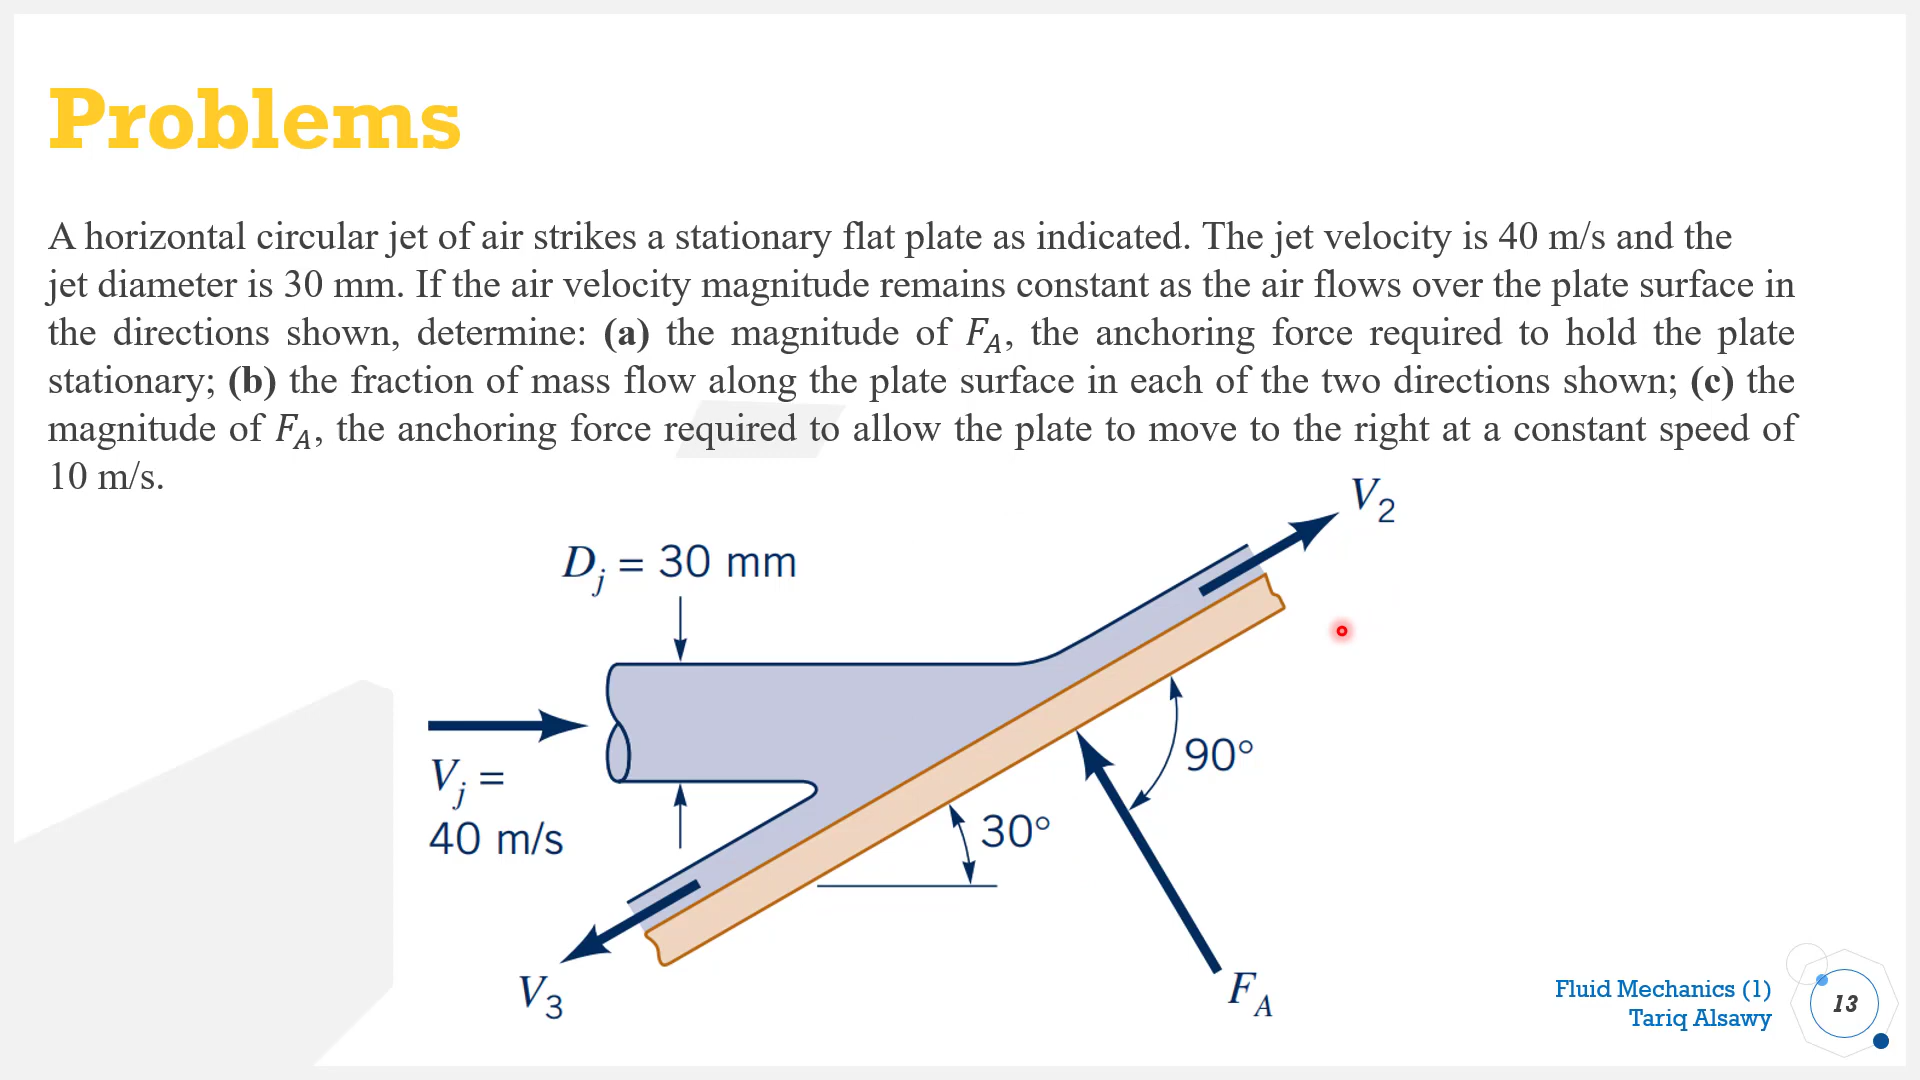 Problems
A horizontal circular jet of air strikes a stationary flat plate as indicated. The jet velocity is 40 m/s and the
jet diameter is 30 mm. If the air velocity magnitude remains constant as the air flows over the plate surface in
the directions shown, determine: (a) the magnitude of F_A, the anchoring force required to hold the plate
stationary; (b) the fraction of mass flow along the plate surface in each of the two directions shown; (c) the
magnitude of F_A, the anchoring force required to allow the plate to move to the right at a constant speed of
10 m/s.
V_2
D_j = 30 mm
V_j =
40 m/s
90°
30°
V_3
F_A
Fluid Mechanics (1)
Tariq Alsawy
13